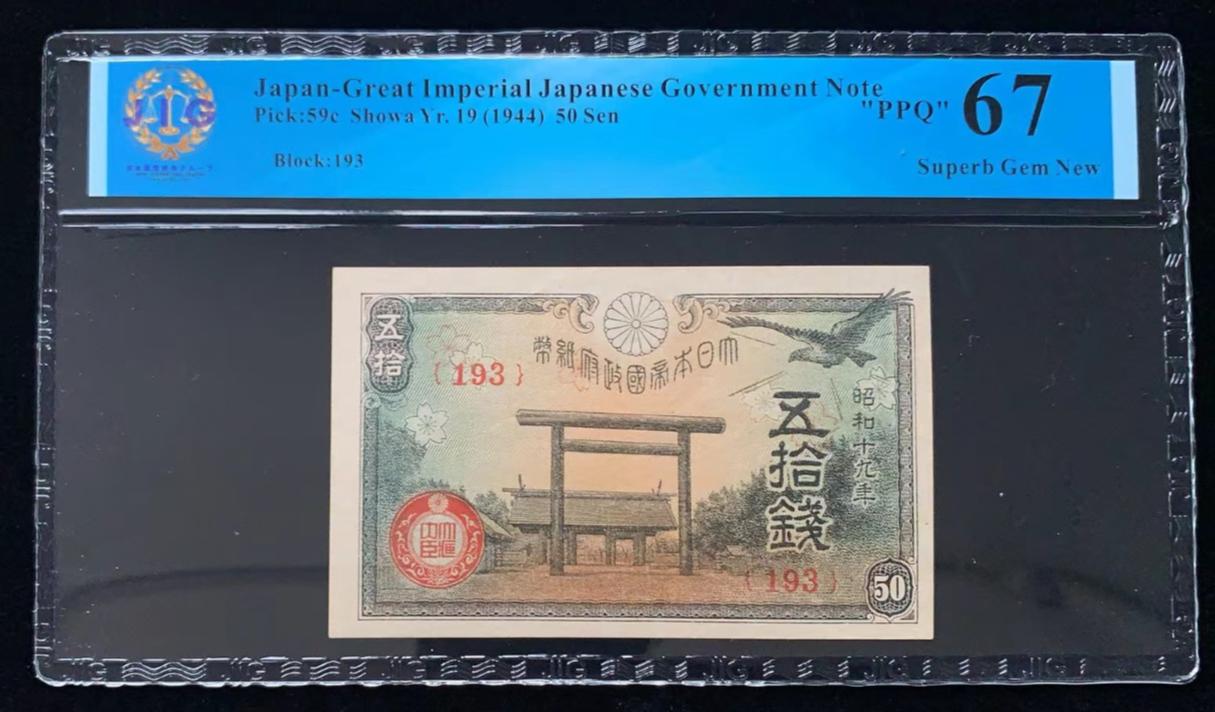 JIG
Japan-Great Imperial Japanese Government Note
Pick:59c Showa Yr. 19 (1944) 50 Sen
Block:193
"PPQ" 67
Superb Gem New
五拾
大日本帝國政府紙幣
{193}
昭和十九年
五拾錢
{193}
50